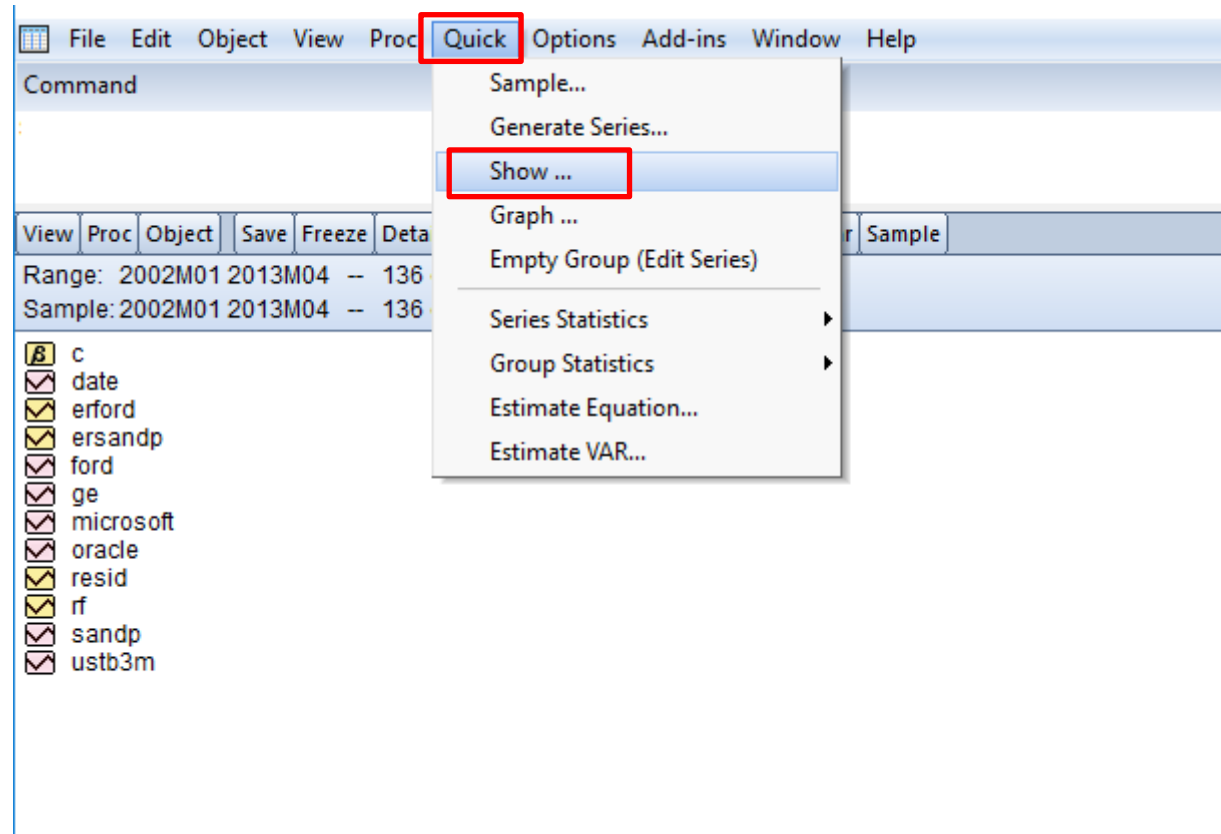 File Edit Object View Proc Quick Options Add-ins Window Help
Command
Sample...
Generate Series...
Show ...
Graph ...
Empty Group (Edit Series)
Series Statistics
Group Statistics
Estimate Equation...
Estimate VAR...
View Proc Object Save Freeze Deta r Sample
Range: 2002M01 2013M04 -- 136
Sample: 2002M01 2013M04 -- 136
β c
date
erford
ersandp
ford
ge
microsoft
oracle
resid
rf
sandp
ustb3m